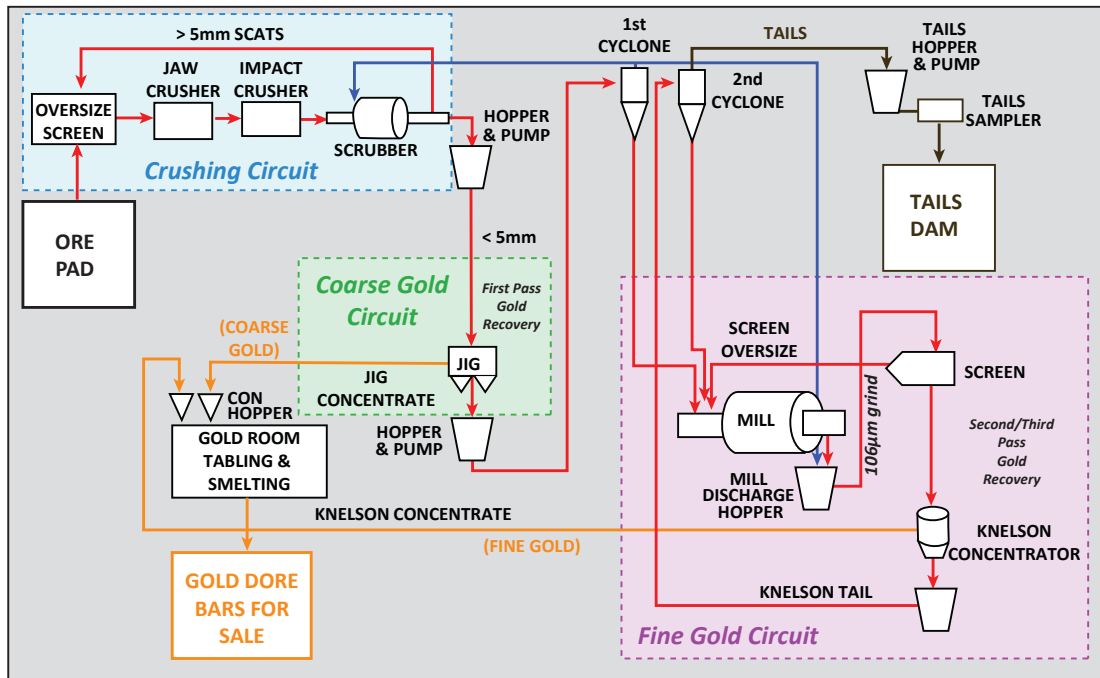 > 5mm SCATS
JAW
CRUSHER
IMPACT
CRUSHER
OVERSIZE
SCREEN
SCRUBBER
HOPPER
& PUMP
Crushing Circuit
1st
CYCLONE
2nd
CYCLONE
TAILS
TAILS
HOPPER
& PUMP
TAILS
SAMPLER
TAILS
DAM
ORE
PAD
< 5mm
Coarse Gold
Circuit
First Pass
Gold
Recovery
(COARSE
GOLD)
JIG
JIG
CONCENTRATE
CON
HOPPER
HOPPER
& PUMP
GOLD ROOM
TABLING &
SMELTING
SCREEN
OVERSIZE
SCREEN
MILL
106µm grind
Second/Third
Pass
Gold
Recovery
MILL
DISCHARGE
HOPPER
KNELSON CONCENTRATE
(FINE GOLD)
KNELSON
CONCENTRATOR
GOLD DORE
BARS FOR
SALE
KNELSON TAIL
Fine Gold Circuit